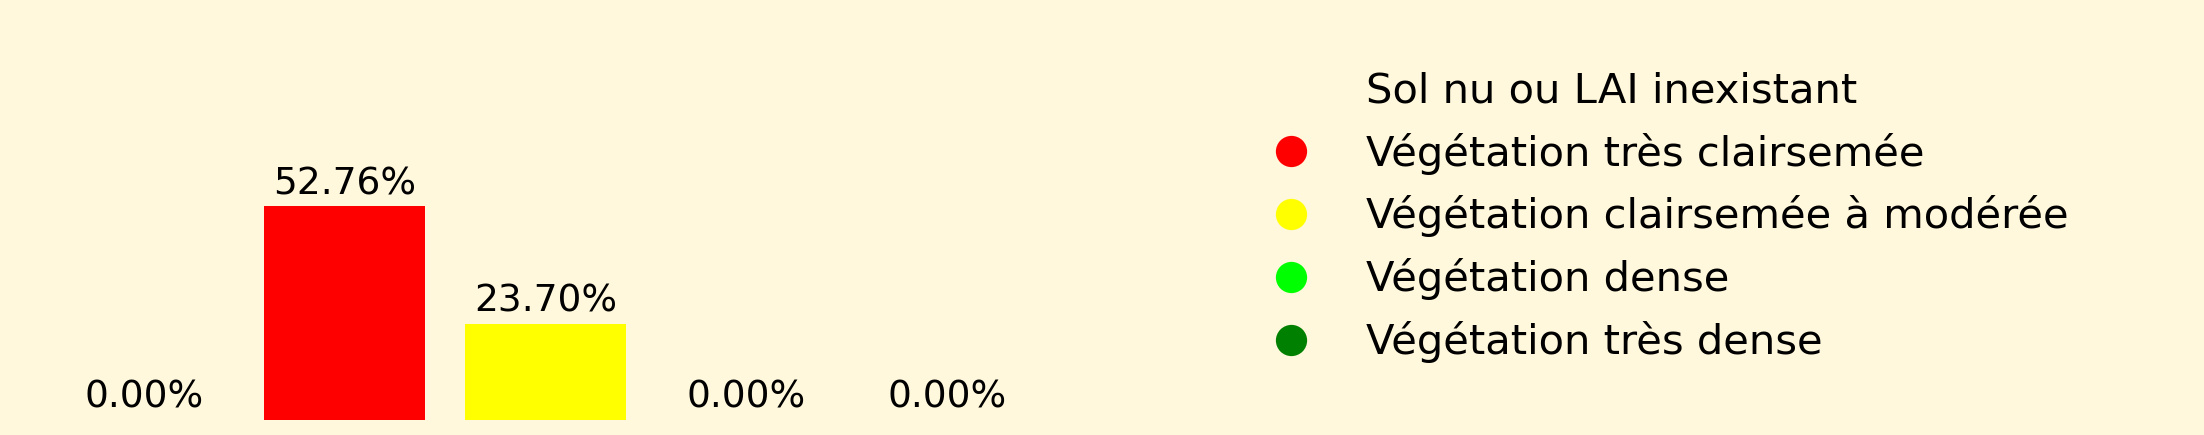 52.76%
23.70%
0.00%
0.00%
0.00%
Sol nu ou LAI inexistant
Végétation très clairsemée
Végétation clairsemée à modérée
Végétation dense
Végétation très dense